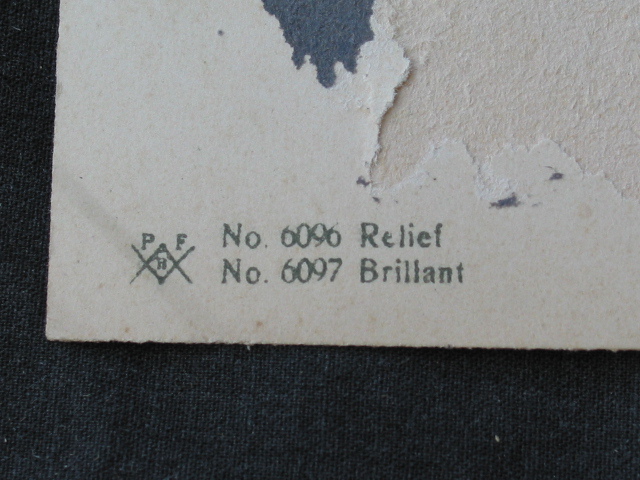 P F
R
No. 6096 Relief
No. 6097 Brillant